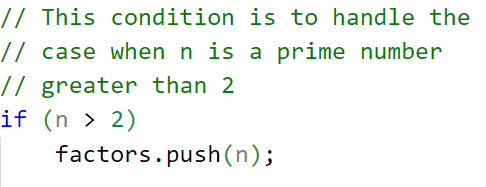 // This condition is to handle the
// case when n is a prime number
// greater than 2
if (n > 2)
    factors.push(n);